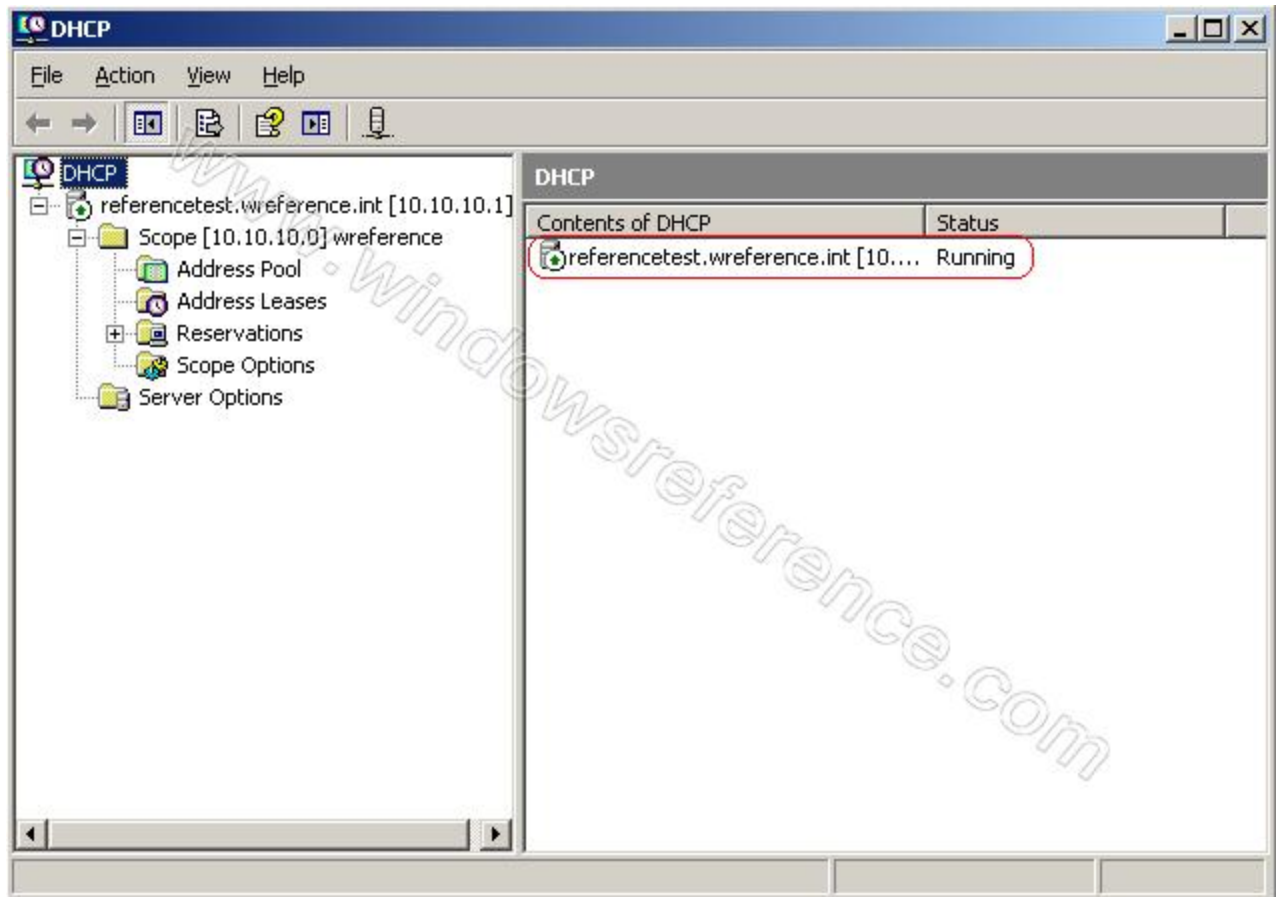 DHCP
File Action View Help
DHCP
referencetest.wreference.int [10.10.10.1]
Scope [10.10.10.0] wreference
Address Pool
Address Leases
Reservations
Scope Options
Server Options
DHCP
Contents of DHCP Status
referencetest.wreference.int [10.... Running
www.windowsreference.com